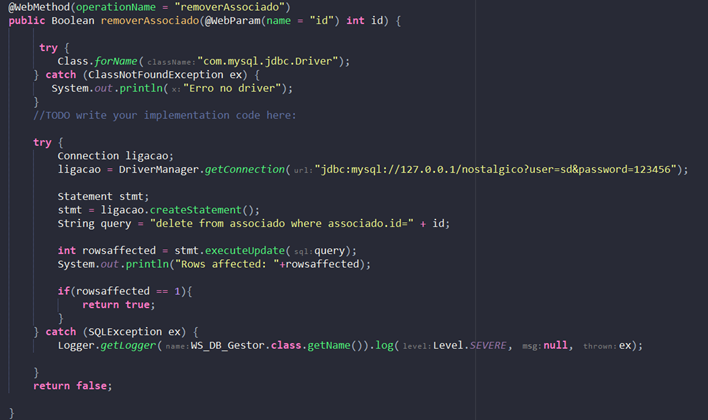 @WebMethod(operationName = "removerAssociado")
public Boolean removerAssociado(@WebParam(name = "id") int id) {
try {
Class.forName( className:"com.mysql.jdbc.Driver");
} catch (ClassNotFoundException ex) {
System.out.println( x:"Erro no driver");
}
//TODO write your implementation code here:
try {
Connection ligacao;
ligacao = DriverManager.getConnection( url:"jdbc:mysql://127.0.0.1/nostalgico?user=sd&password=123456");
Statement stmt;
stmt = ligacao.createStatement();
String query = "delete from associado where associado.id=" + id;
int rowsaffected = stmt.executeUpdate( sql:query);
System.out.println("Rows affected: "+rowsaffected);
if(rowsaffected == 1){
return true;
}
} catch (SQLException ex) {
Logger.getLogger( name:WS_DB_Gestor.class.getName()).log( level:Level.SEVERE, msg:null, thrown:ex);
}
return false;
}